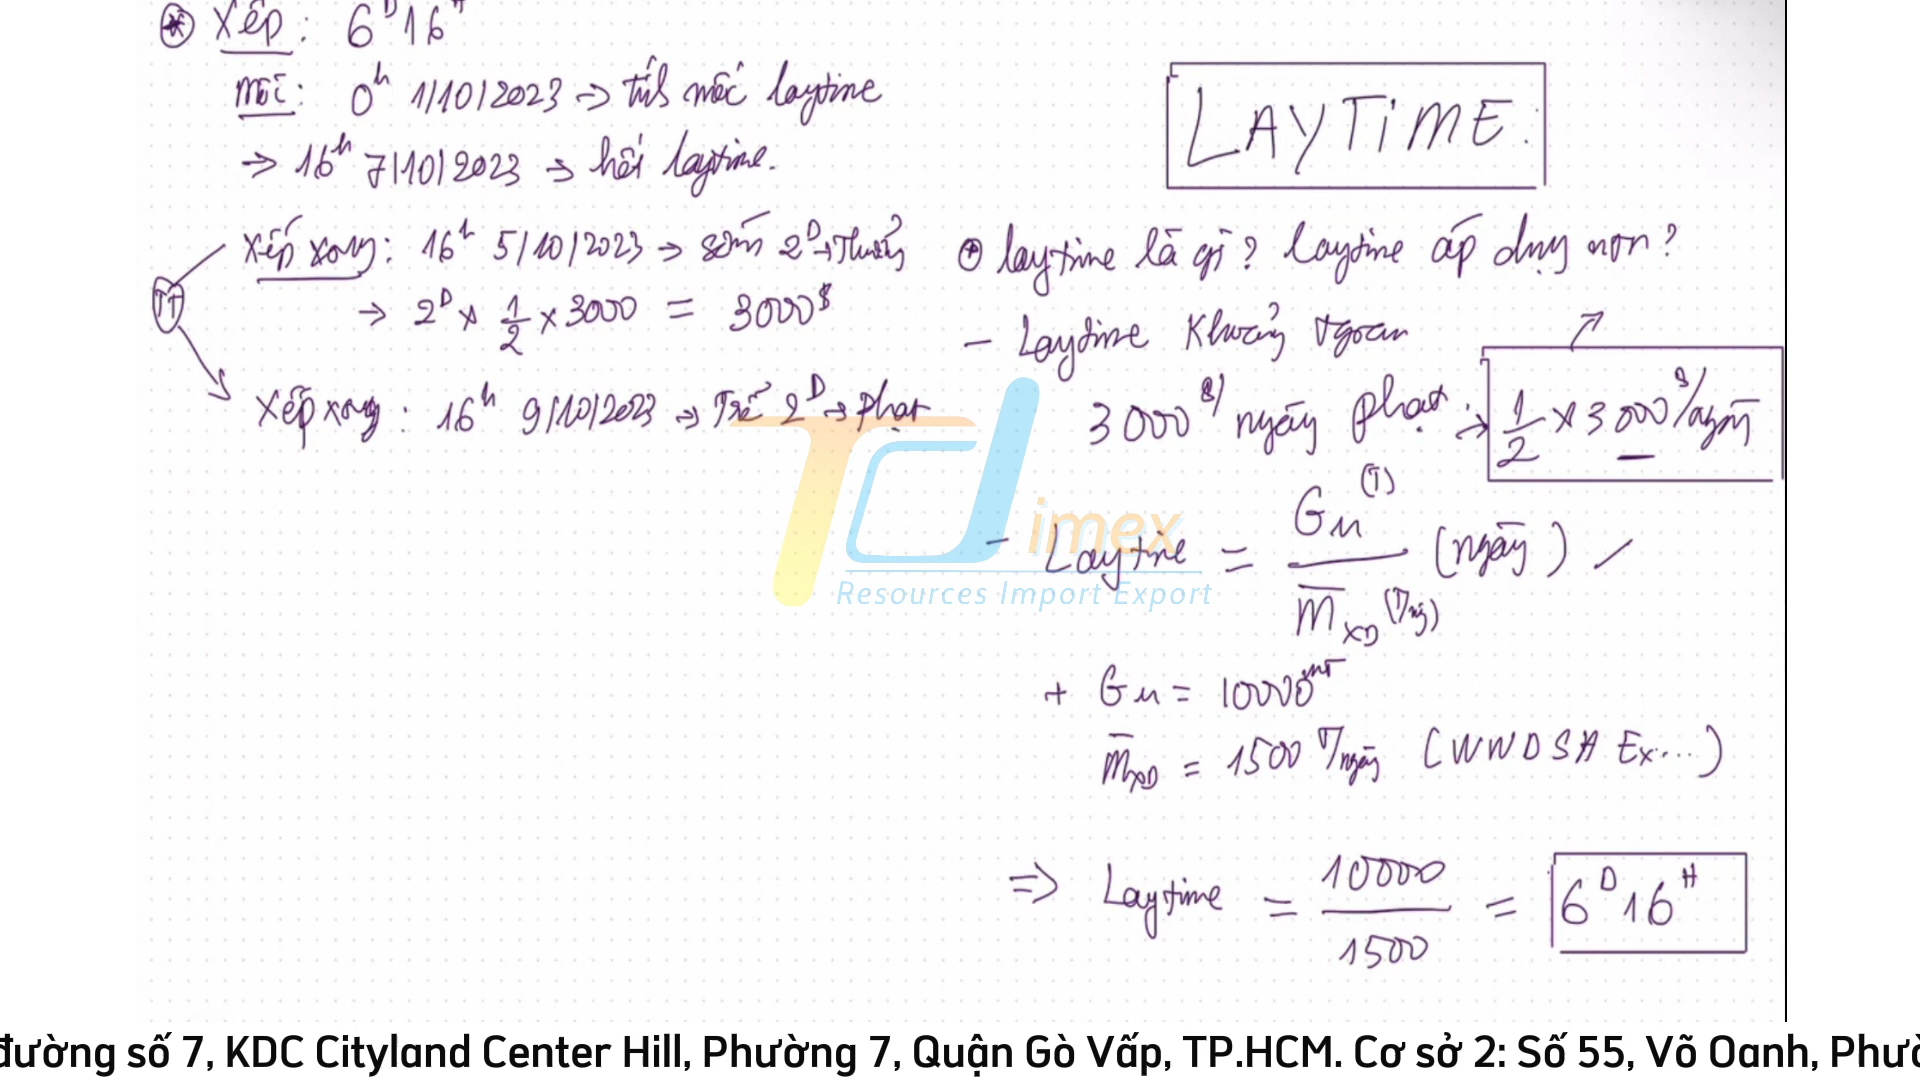 ⊛ Xếp : 6ᴰ16ᴴ
mốc : 0ʰ 1/10/2023 → tính mốc laytime
⇒ 16ʰ 7/10/2023 → hết laytime.
Xếp xong : 16ʰ 5/10/2023 → sớm 2ᴰ → Thưởng
→ 2ᴰ × 1/2 × 3000 = 3000$
TT
Xếp xong : 16ʰ 9/10/2023 → Trễ 2ᴰ → phạt
LAYTIME
⊕ laytime là gì? Laytime áp dụng
- Laytime Khoảng
3000$/ngày phạt → 1/2 × 3000$/ngày
- Laytime = Gn (T) / m̅XD (T/ng) (ngày)
+ Gn = 10000 MT
m̅XD = 1500 T/ngày (WWDSA Ex....)
⇒ Laytime = 10000 / 1500 = 6ᴰ16ᴴ
TD imex
Resources Import Export
đường số 7, KDC Cityland Center Hill, Phường 7, Quận Gò Vấp, TP.HCM. Cơ sở 2: Số 55, Võ Oanh, Phườ